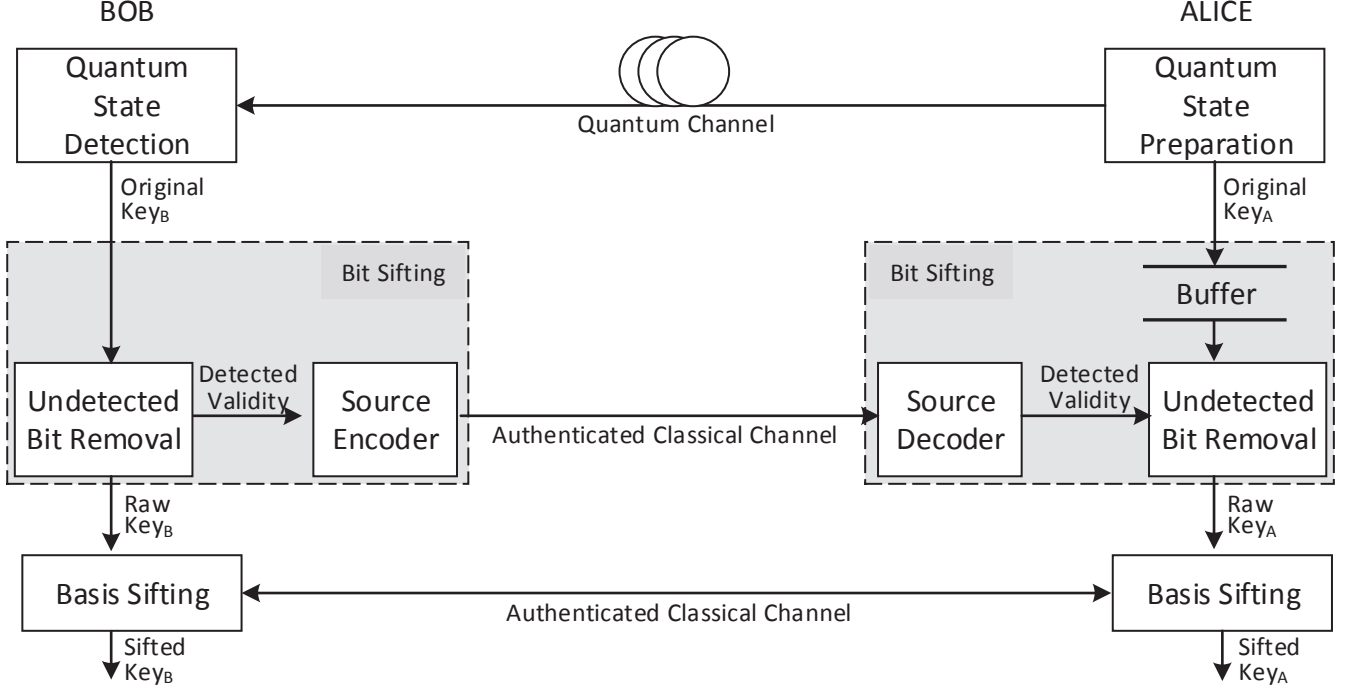 BOB
ALICE
Quantum
State
Detection
Quantum
State
Preparation
Quantum Channel
Original
KeyB
Original
KeyA
Bit Sifting
Bit Sifting
Buffer
Undetected
Bit Removal
Detected
Validity
Source
Encoder
Authenticated Classical Channel
Source
Decoder
Detected
Validity
Undetected
Bit Removal
Raw
KeyB
Raw
KeyA
Basis Sifting
Authenticated Classical Channel
Basis Sifting
Sifted
KeyB
Sifted
KeyA